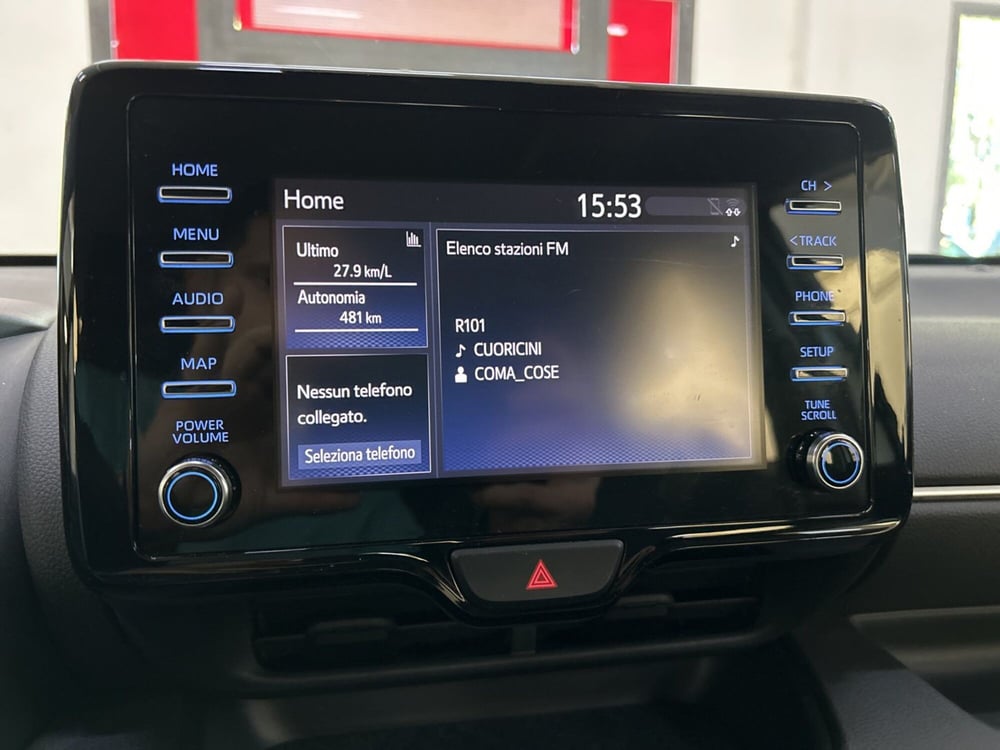 HOME
MENU
AUDIO
MAP
POWER
VOLUME
Home
15:53
Ultimo
27.9 km/L
Autonomia
481 km
Nessun telefono
collegato.
Seleziona telefono
Elenco stazioni FM
R101
CUORICINI
COMA_COSE
CH >
<TRACK
PHONE
SETUP
TUNE
SCROLL